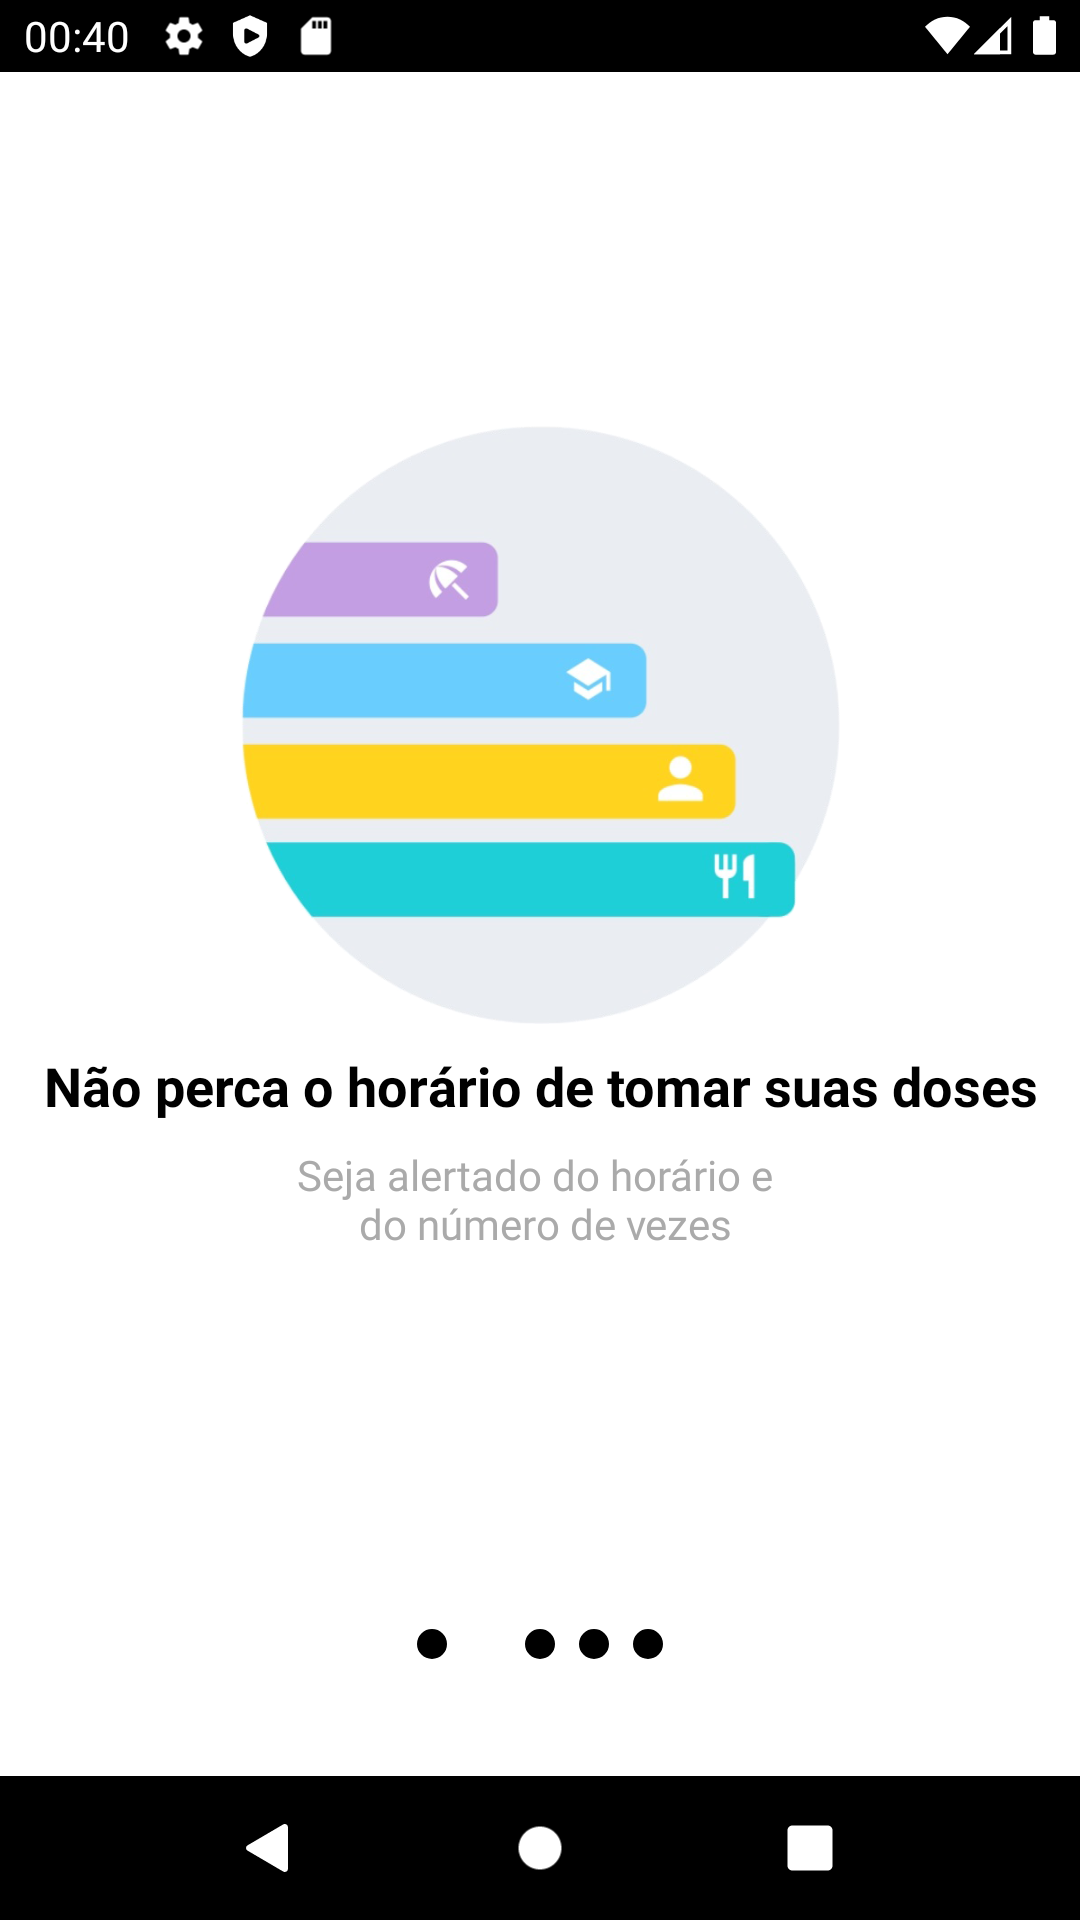 00:40
Não perca o horário de tomar suas doses
Seja alertado do horário e
do número de vezes